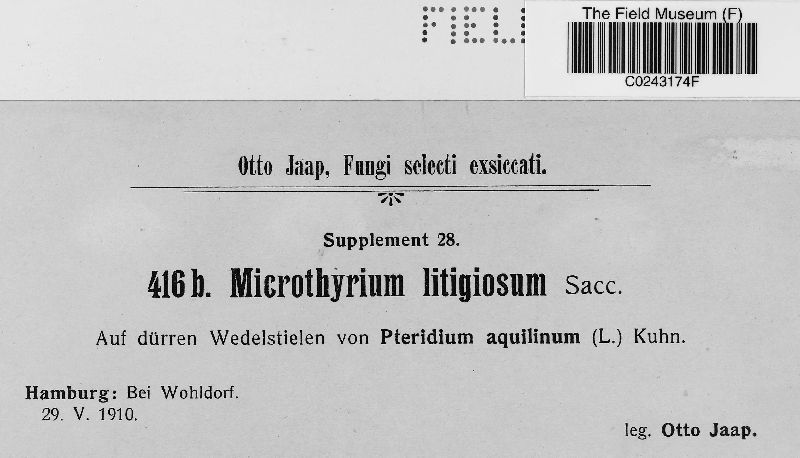 FIEL
The Field Museum (F)
C0243174F
Otto Jaap, Fungi selecti exsiccati.
Supplement 28.
416 b. Microthyrium litigiosum Sacc.
Auf dürren Wedelstielen von Pteridium aquilinum (L.) Kuhn.
Hamburg: Bei Wohldorf.
29. V. 1910.
leg. Otto Jaap.